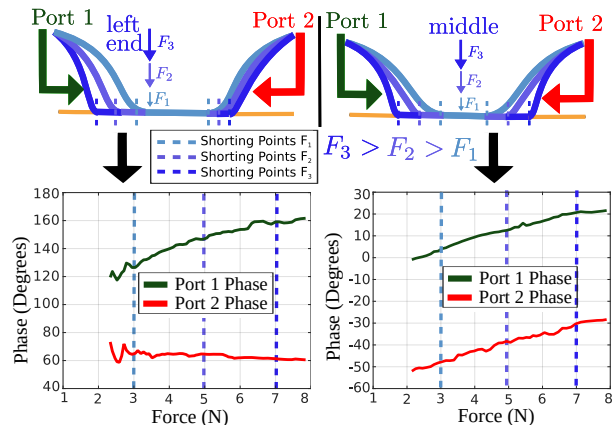 Port 1
left
end
F₃
F₂
F₁
Port 2
Port 1
middle
F₃
F₂
F₁
Port 2
Shorting Points F₁
Shorting Points F₂
Shorting Points F₃
F₃ > F₂ > F₁
Phase (Degrees)
180
160
140
120
100
80
60
40
Port 1 Phase
Port 2 Phase
1 2 3 4 5 6 7 8
Force (N)
Phase (Degrees)
30
20
10
0
-10
-20
-30
-40
-50
-60
Port 1 Phase
Port 2 Phase
1 2 3 4 5 6 7 8
Force (N)